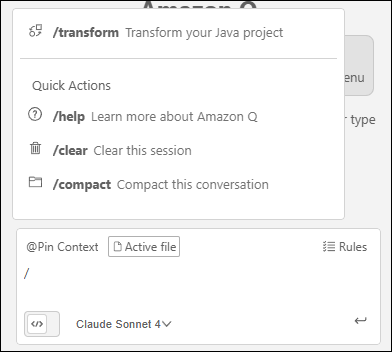 Amazon Q
/transform Transform your Java project
enu
Quick Actions
r type
/help Learn more about Amazon Q
/clear Clear this session
/compact Compact this conversation
@Pin Context Active file Rules
/
</> Claude Sonnet 4